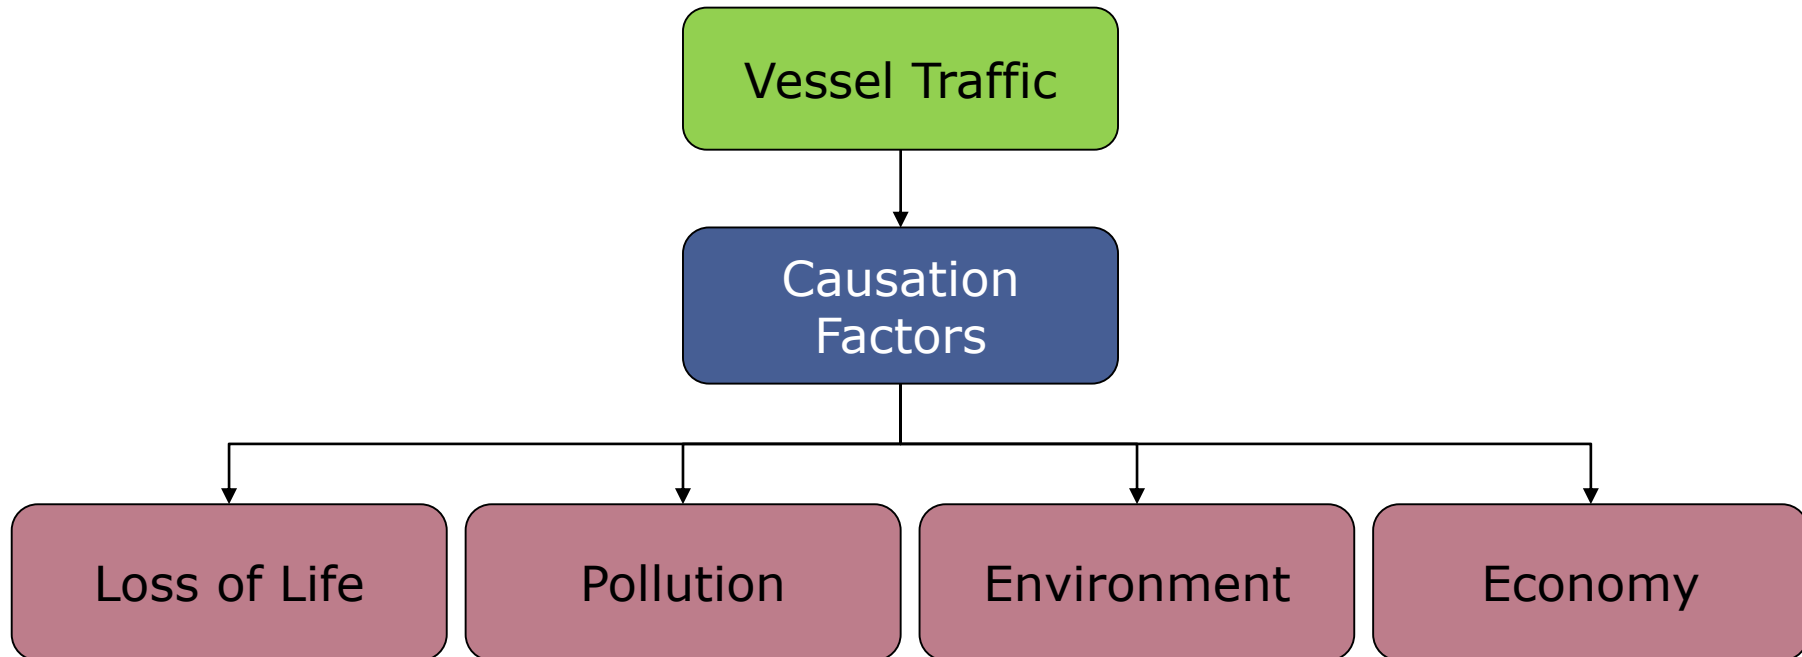 Vessel Traffic
Causation
Factors
Loss of Life
Pollution
Environment
Economy